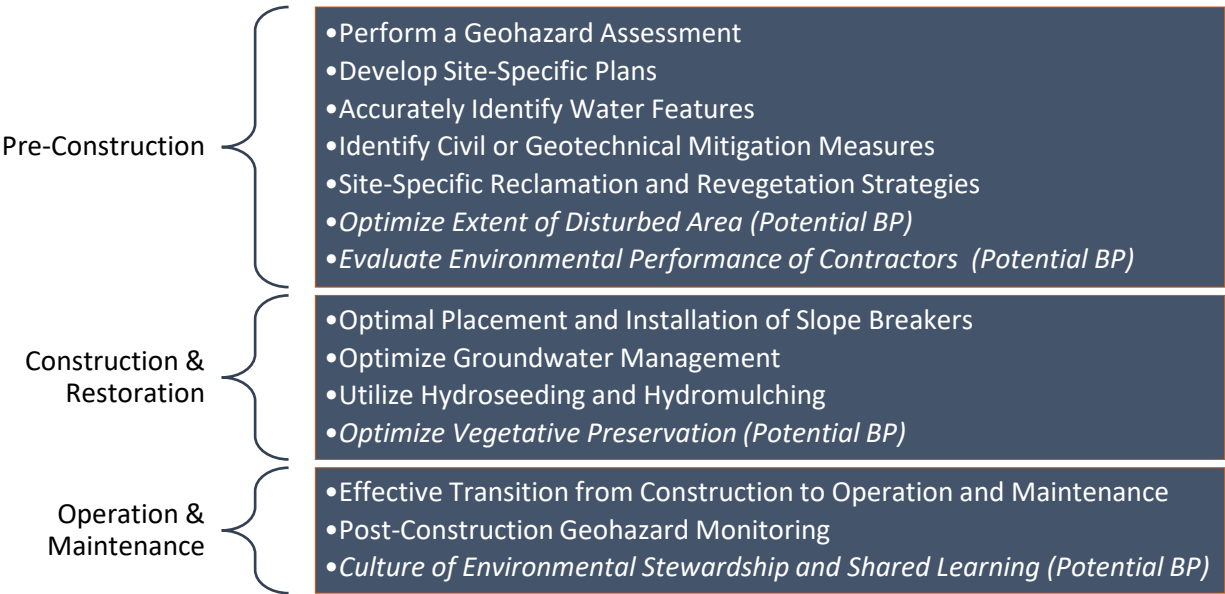 Pre-Construction
•Perform a Geohazard Assessment
•Develop Site-Specific Plans
•Accurately Identify Water Features
•Identify Civil or Geotechnical Mitigation Measures
•Site-Specific Reclamation and Revegetation Strategies
•Optimize Extent of Disturbed Area (Potential BP)
•Evaluate Environmental Performance of Contractors (Potential BP)
Construction &
Restoration
•Optimal Placement and Installation of Slope Breakers
•Optimize Groundwater Management
•Utilize Hydroseeding and Hydromulching
•Optimize Vegetative Preservation (Potential BP)
Operation &
Maintenance
•Effective Transition from Construction to Operation and Maintenance
•Post-Construction Geohazard Monitoring
•Culture of Environmental Stewardship and Shared Learning (Potential BP)